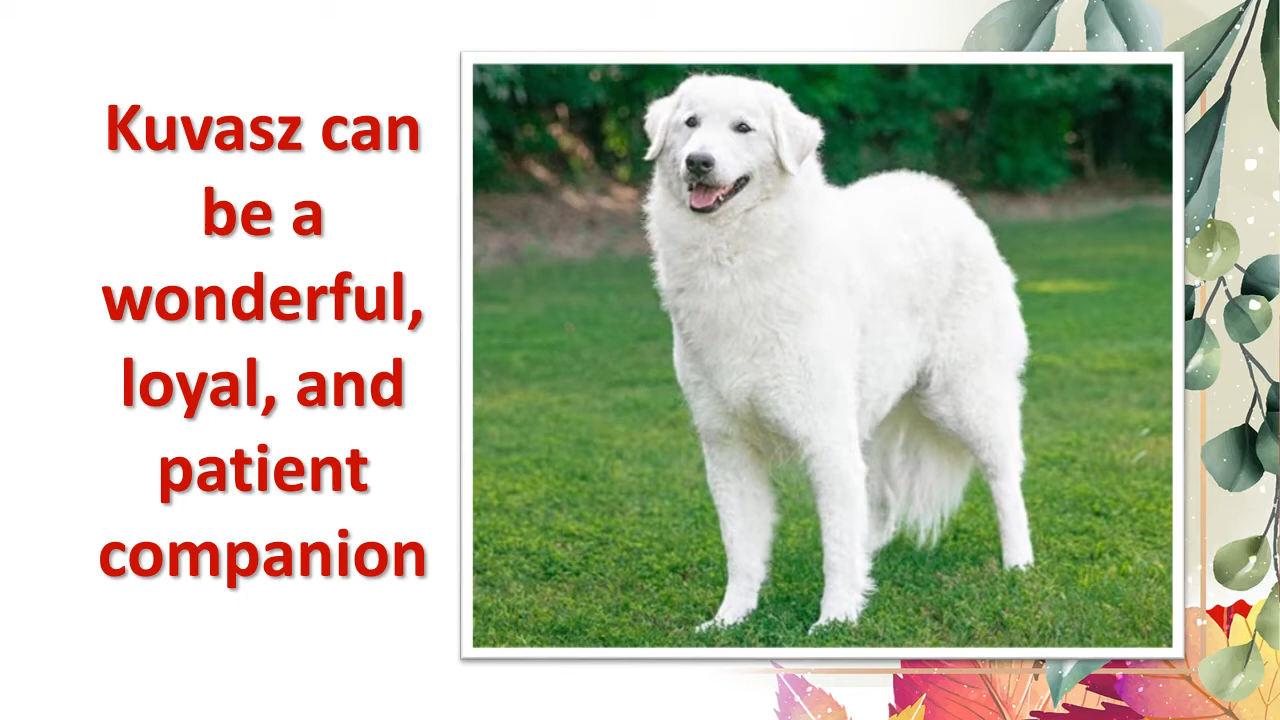 Kuvasz can
be a
wonderful,
loyal, and
patient
companion